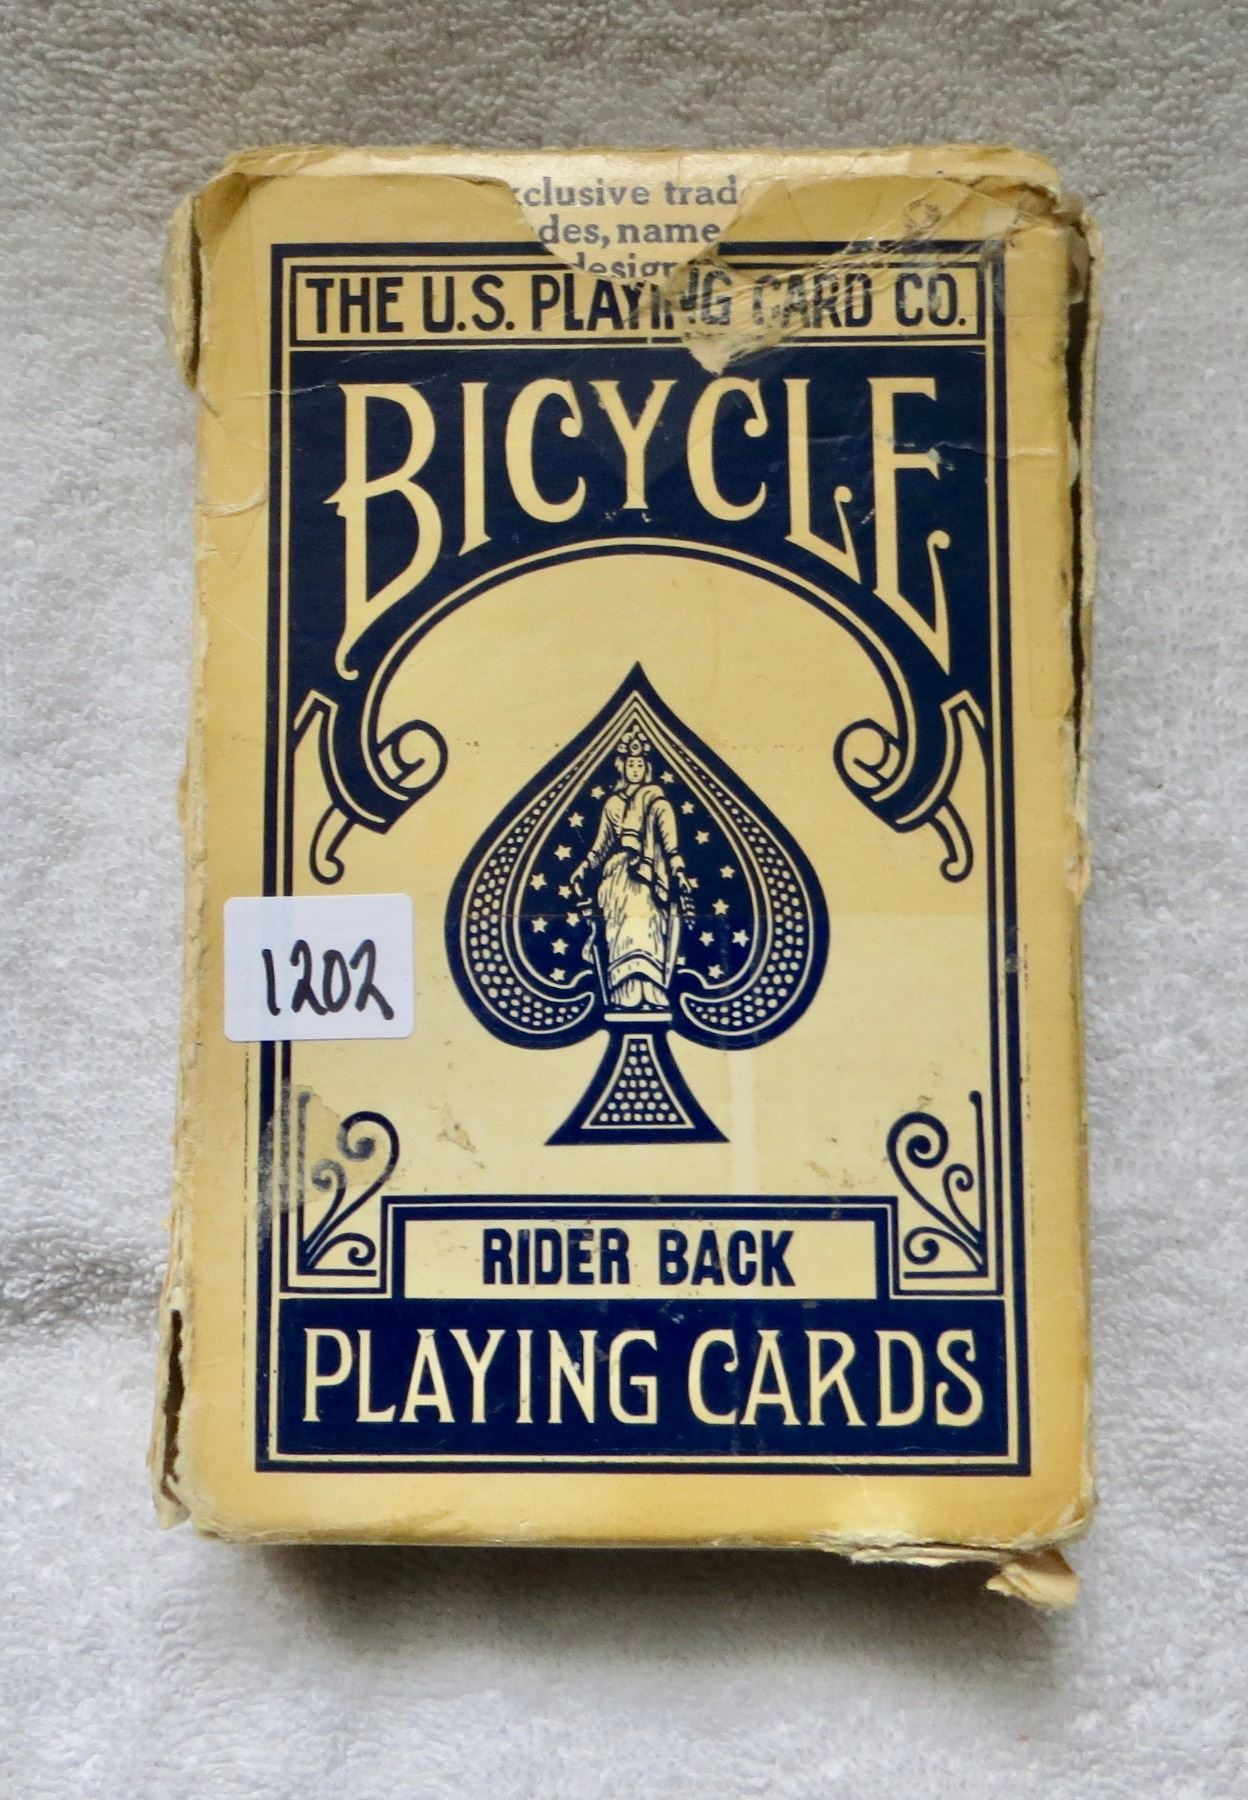 xclusive trad
des, name
design
THE U.S. PLAYING CARD CO.
BICYCLE
1202
RIDER BACK
PLAYING CARDS